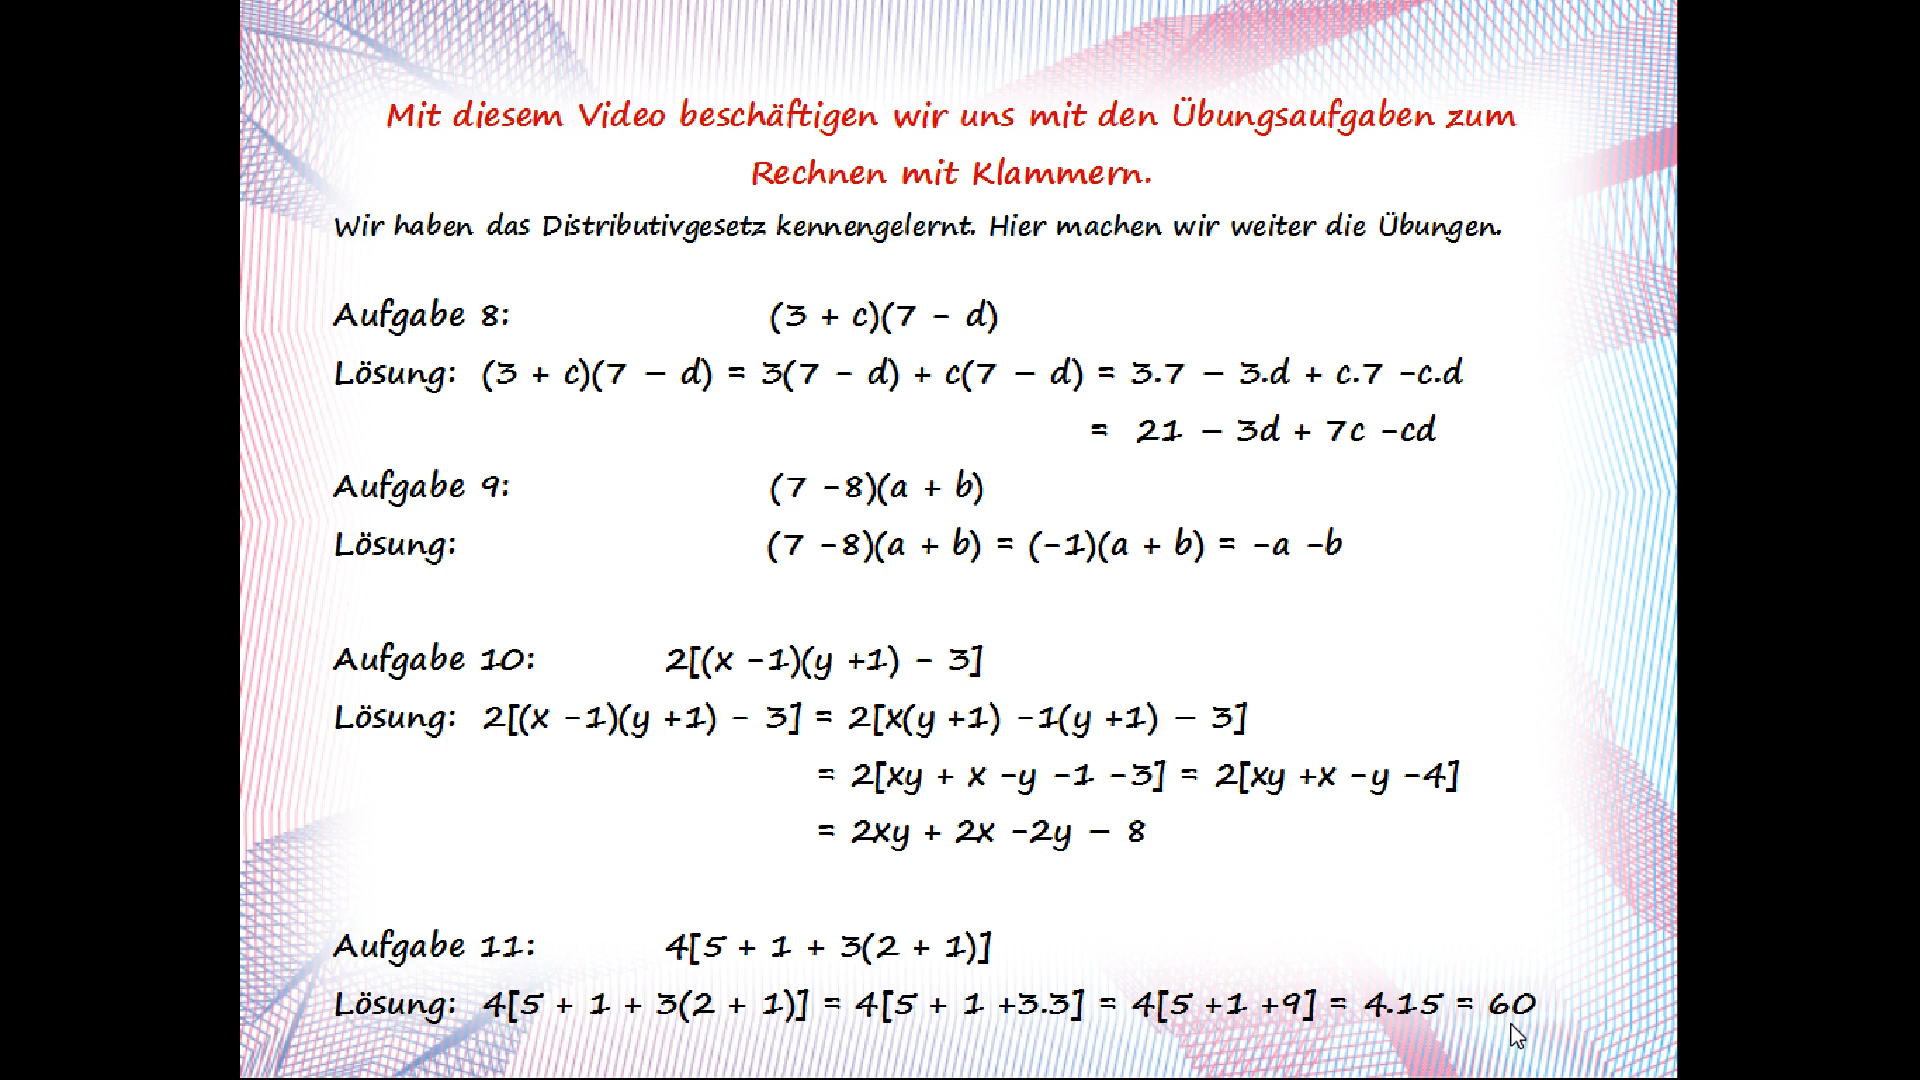 Mit diesem Video beschäftigen wir uns mit den Übungsaufgaben zum
Rechnen mit Klammern.
Wir haben das Distributivgesetz kennengelernt. Hier machen wir weiter die Übungen.
Aufgabe 8: (3 + c)(7 - d)
Lösung: (3 + c)(7 – d) = 3(7 - d) + c(7 – d) = 3.7 – 3.d + c.7 -c.d
= 21 – 3d + 7c -cd
Aufgabe 9: (7 -8)(a + b)
Lösung: (7 -8)(a + b) = (-1)(a + b) = -a -b
Aufgabe 10: 2[(x -1)(y +1) - 3]
Lösung: 2[(x -1)(y +1) - 3] = 2[x(y +1) -1(y +1) – 3]
= 2[xy + x -y -1 -3] = 2[xy +x -y -4]
= 2xy + 2x -2y – 8
Aufgabe 11: 4[5 + 1 + 3(2 + 1)]
Lösung: 4[5 + 1 + 3(2 + 1)] = 4[5 + 1 +3.3] = 4[5 +1 +9] = 4.15 = 60